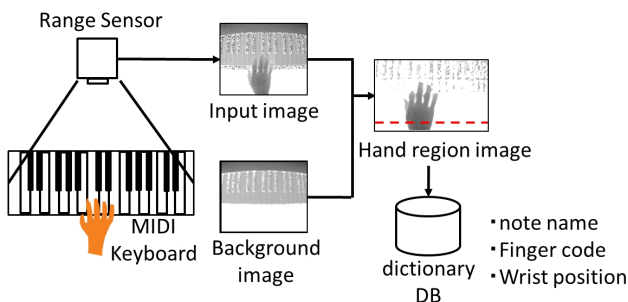 Range Sensor
Input image
Hand region image
MIDI
Keyboard
Background
image
dictionary
DB
▪note name
▪Finger code
▪Wrist position